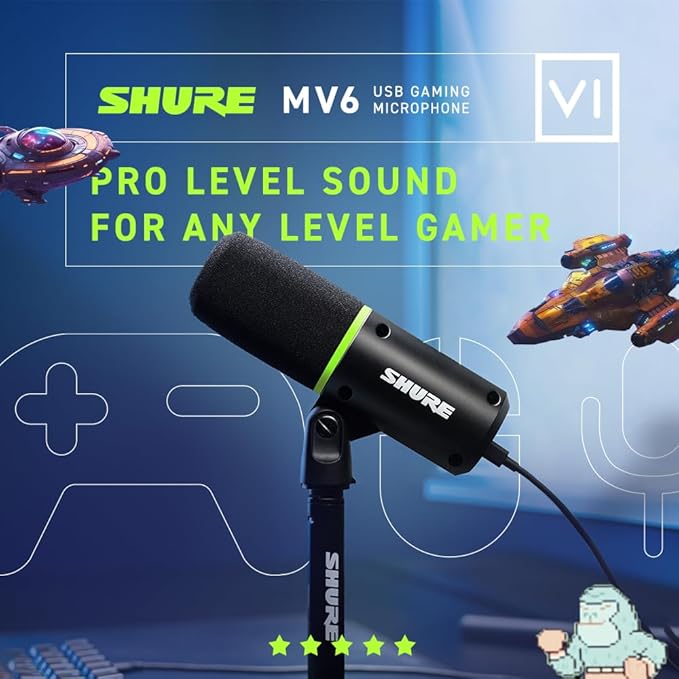 SHURE MV6 USB GAMING
MICROPHONE
VI
PRO LEVEL SOUND
FOR ANY LEVEL GAMER
SHURE
SHURE